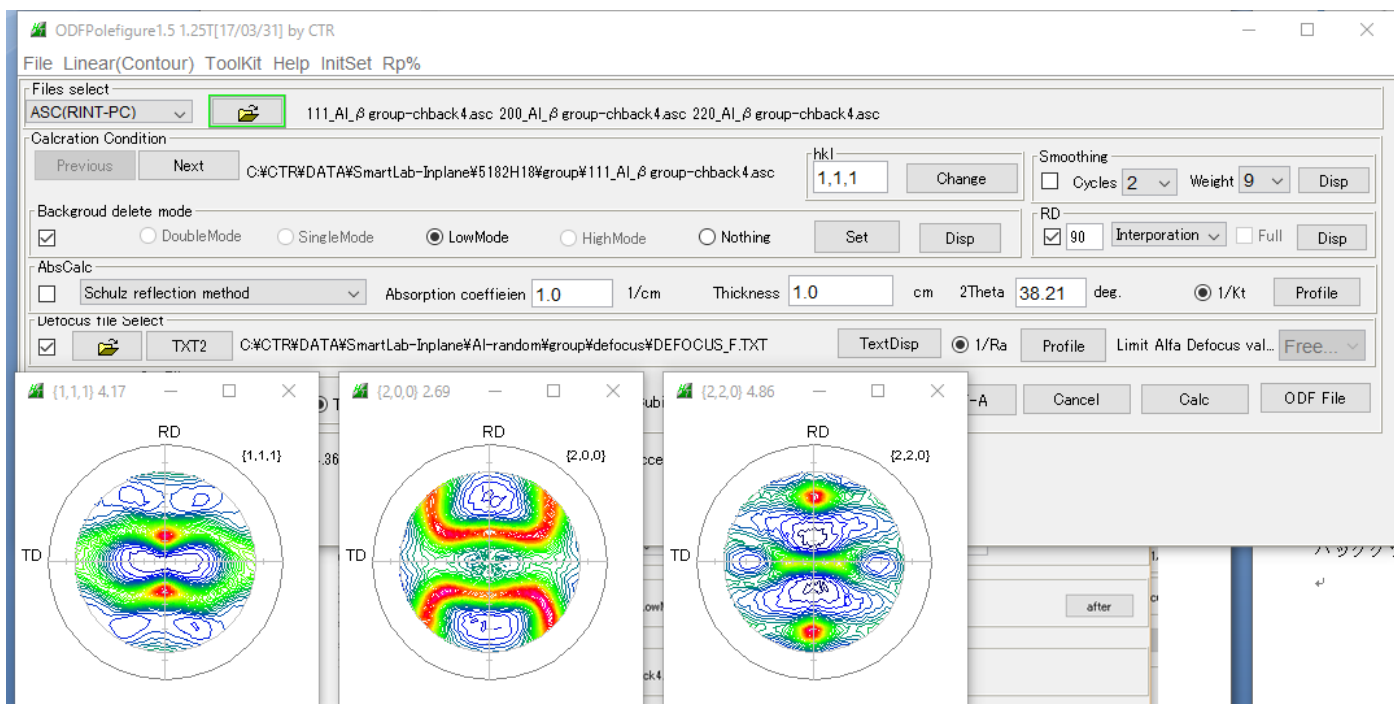 ODFPolefigure1.5 1.25T[17/03/31] by CTR
File Linear(Contour) ToolKit Help InitSet Rp%
Files select
ASC(RINT-PC)
111_Al_β group-chback4.asc 200_Al_β group-chback4.asc 220_Al_β group-chback4.asc
Calcration Condition
Previous Next C:¥CTR¥DATA¥SmartLab-Inplane¥5182H18¥group¥111_Al_β group-chback4.asc
hkl
1,1,1 Change
Smoothing
Cycles 2 Weight 9 Disp
Backgroud delete mode
DoubleMode SingleMode LowMode HighMode Nothing Set Disp
RD
90 Interporation Full Disp
AbsCalc
Schulz reflection method Absorption coeffieien 1.0 1/cm Thickness 1.0 cm 2Theta 38.21 deg. 1/Kt Profile
Defocus file Select
TXT2 C:¥CTR¥DATA¥SmartLab-Inplane¥Al-random¥group¥defocus¥DEFOCUS_F.TXT TextDisp 1/Ra Profile Limit Alfa Defocus val... Free...
-A Cancel Calc ODF File
{1,1,1} 4.17
RD
{1,1,1}
TD
.36
{2,0,0} 2.69
RD
{2,0,0}
TD
{2,2,0} 4.86
RD
{2,2,0}
TD
after